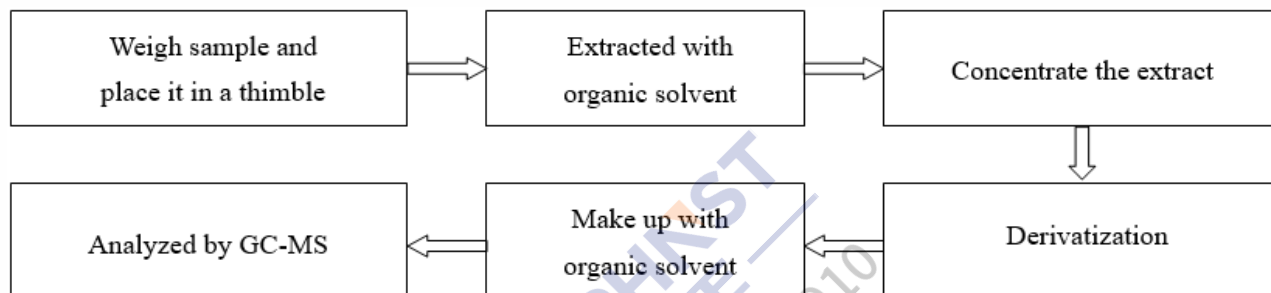 Weigh sample and
place it in a thimble
Extracted with
organic solvent
Concentrate the extract
Derivatization
Make up with
organic solvent
Analyzed by GC-MS